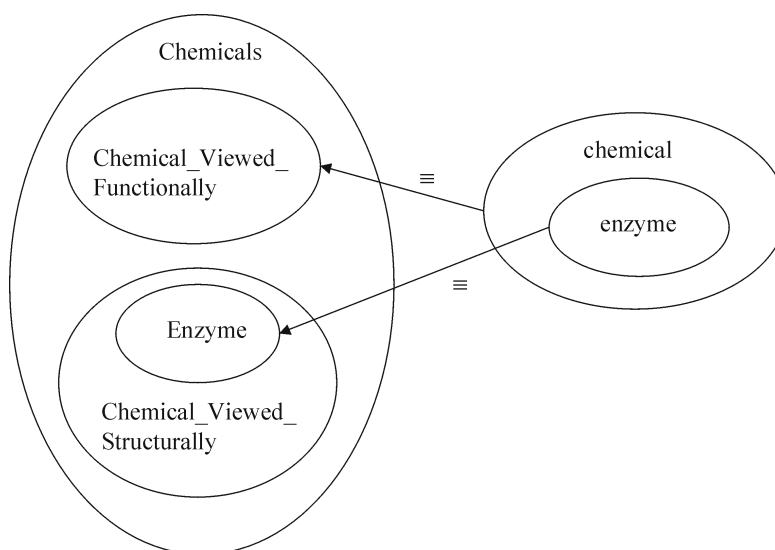 Chemicals
Chemical_Viewed_
Functionally
≡
chemical
enzyme
≡
Enzyme
Chemical_Viewed_
Structurally